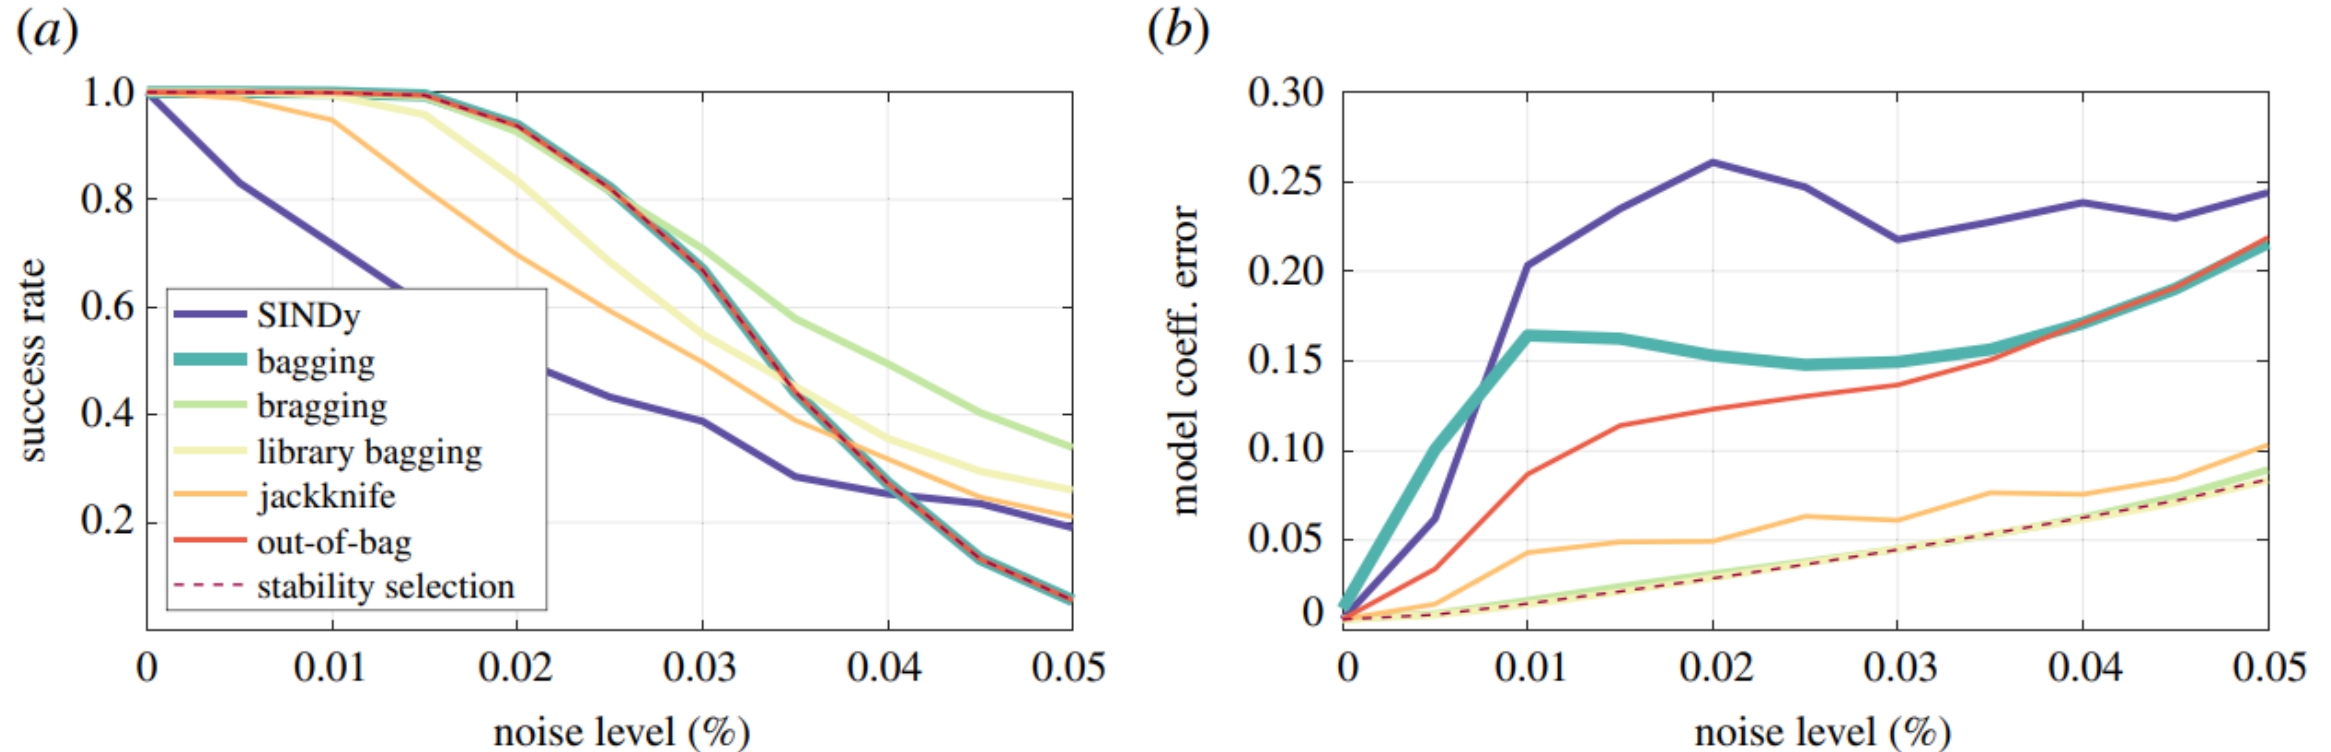 (a)
1.0
0.8
0.6
0.4
0.2
success rate
SINDy
bagging
bragging
library bagging
jackknife
out-of-bag
stability selection
0 0.01 0.02 0.03 0.04 0.05
noise level (%)
(b)
0.30
0.25
0.20
0.15
0.10
0.05
0
model coeff. error
0 0.01 0.02 0.03 0.04 0.05
noise level (%)